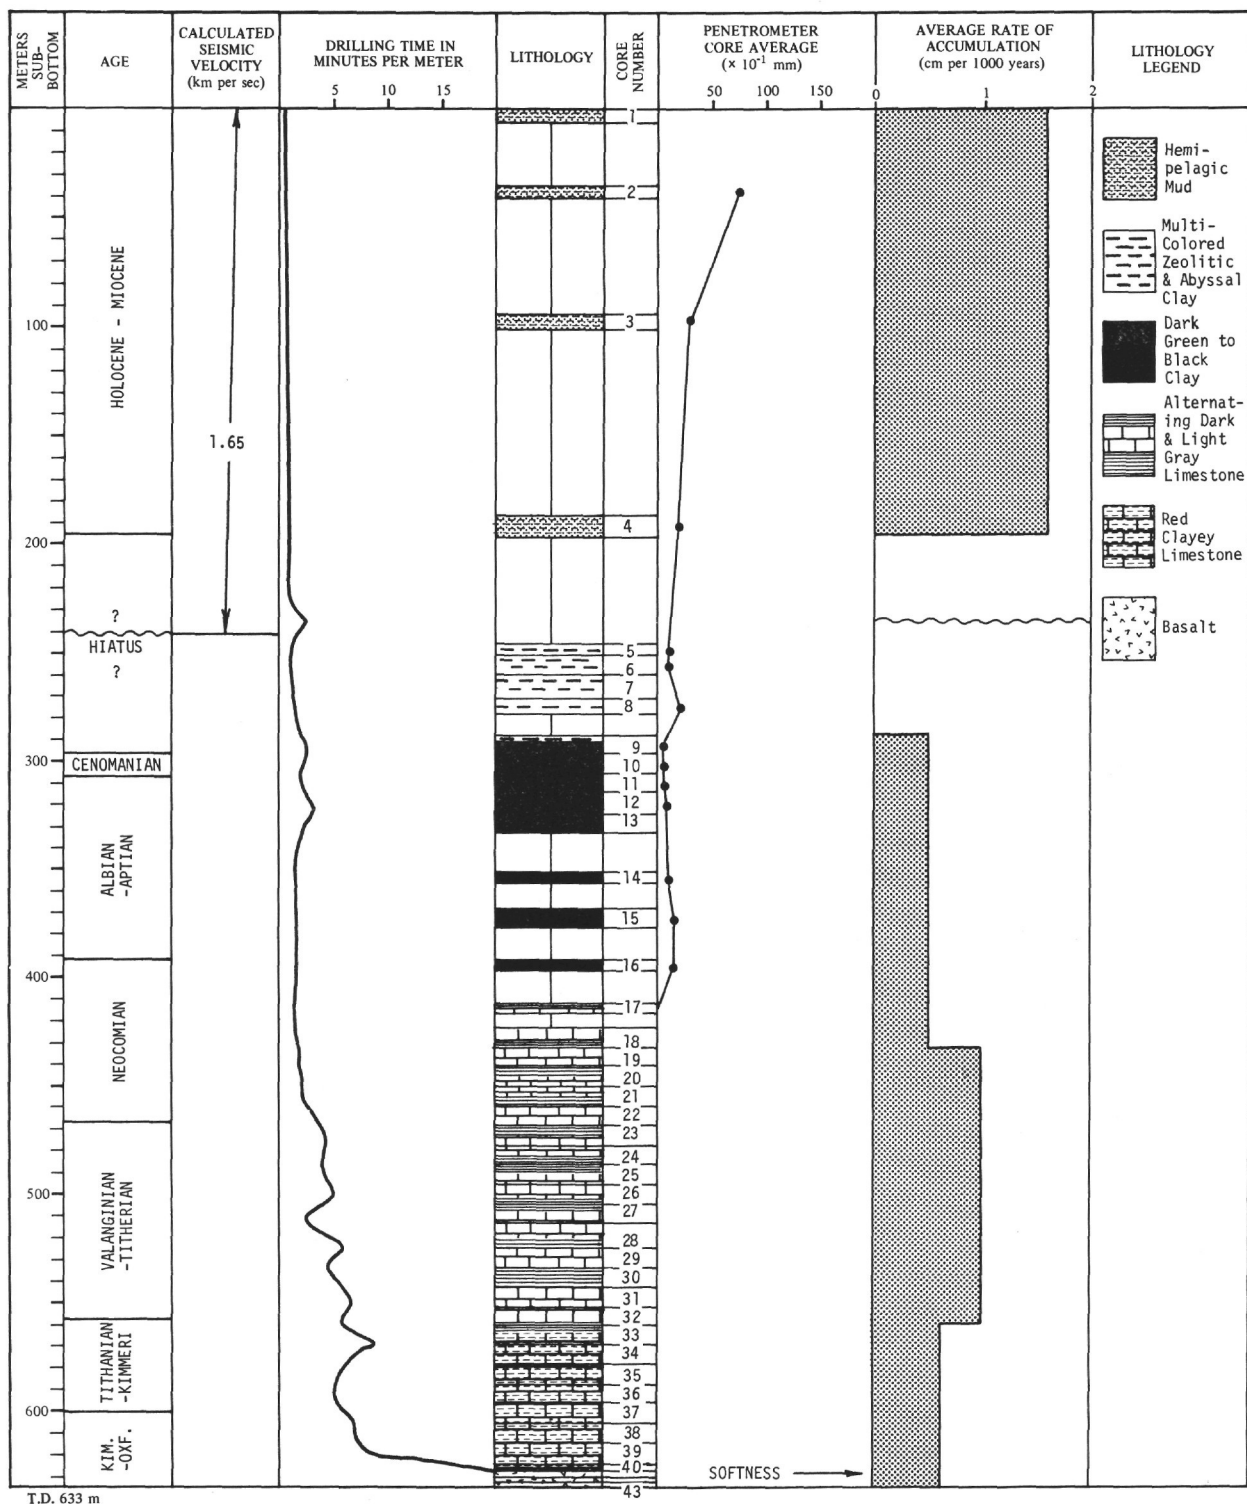 METERS
SUB-
BOTTOM
AGE
CALCULATED
SEISMIC
VELOCITY
(km per sec)
DRILLING TIME IN
MINUTES PER METER
5 10 15
LITHOLOGY
CORE
NUMBER
PENETROMETER
CORE AVERAGE
(× 10⁻¹ mm)
50 100 150
AVERAGE RATE OF
ACCUMULATION
(cm per 1000 years)
0 1 2
LITHOLOGY
LEGEND
100
200
300
400
500
600
HOLOCENE - MIOCENE
?
HIATUS
?
CENOMANIAN
ALBIAN
-APTIAN
NEOCOMIAN
VALANGINIAN
-TITHERIAN
TITHANIAN
-KIMMERI
KIM.
-OXF.
1.65
1
2
3
4
5
6
7
8
9
10
11
12
13
14
15
16
17
18
19
20
21
22
23
24
25
26
27
28
29
30
31
32
33
34
35
36
37
38
39
40
43
SOFTNESS
Hemi-
pelagic
Mud
Multi-
Colored
Zeolitic
& Abyssal
Clay
Dark
Green to
Black
Clay
Alternat-
ing Dark
& Light
Gray
Limestone
Red
Clayey
Limestone
Basalt
T.D. 633 m